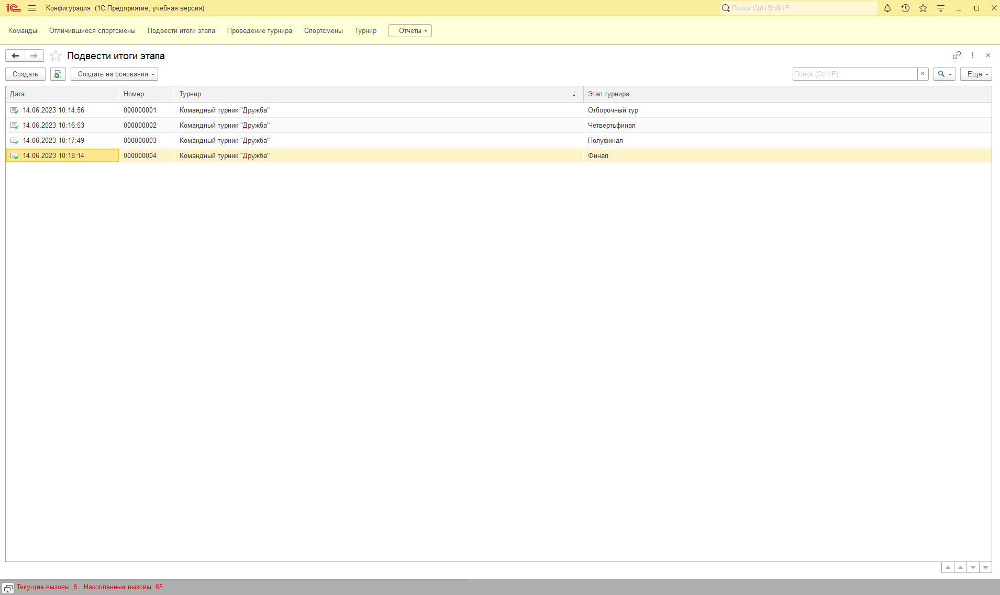 1С Конфигурация (1С:Предприятие, учебная версия) Поиск Ctrl+Shift+F
Команды Отличившиеся спортсмены Подвести итоги этапа Проведение турнира Спортсмены Турнир Отчеты
Подвести итоги этапа
Создать Создать на основании Поиск (Ctrl+F) × Еще
Дата Номер Турнир ↓ Этап турнира
14.06.2023 10:14:56 000000001 Командный турник "Дружба" Отборочный тур
14.06.2023 10:16:53 000000002 Командный турник "Дружба" Четвертьфинал
14.06.2023 10:17:49 000000003 Командный турник "Дружба" Полуфинал
14.06.2023 10:18:14 000000004 Командный турник "Дружба" Финал
Текущие вызовы: 5 Накопленные вызовы: 65